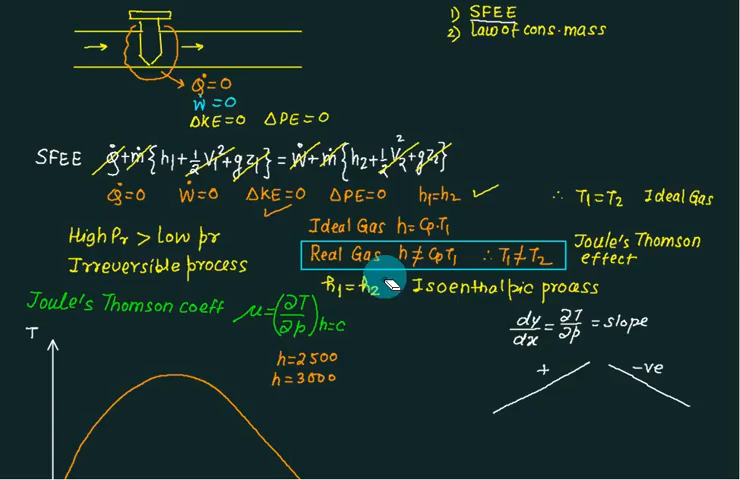 1) SFEE
2) law of cons. mass
Q̇=0
Ẇ=0
ΔKE=0 ΔPE=0
SFEE Q̇+ṁ{h₁+½V₁²+gz₁}=Ẇ+ṁ{h₂+½V₂²+gz₂}
Q̇=0 Ẇ=0 ΔKE=0 ΔPE=0 h₁=h₂ ∴ T₁=T₂ Ideal Gas
High Pr > low pr
Irreversible process
Ideal Gas h=Cp.T₁
Real Gas h≠CpT₁ ∴T₁≠T₂
Joule's Thomson
effect
h₁=h₂ Isoenthalpic process
Joule's Thomson coeff μ=(∂T/∂p)h=c
h=2500
h=3000
dy/dx=∂T/∂p=slope
+ -ve
T